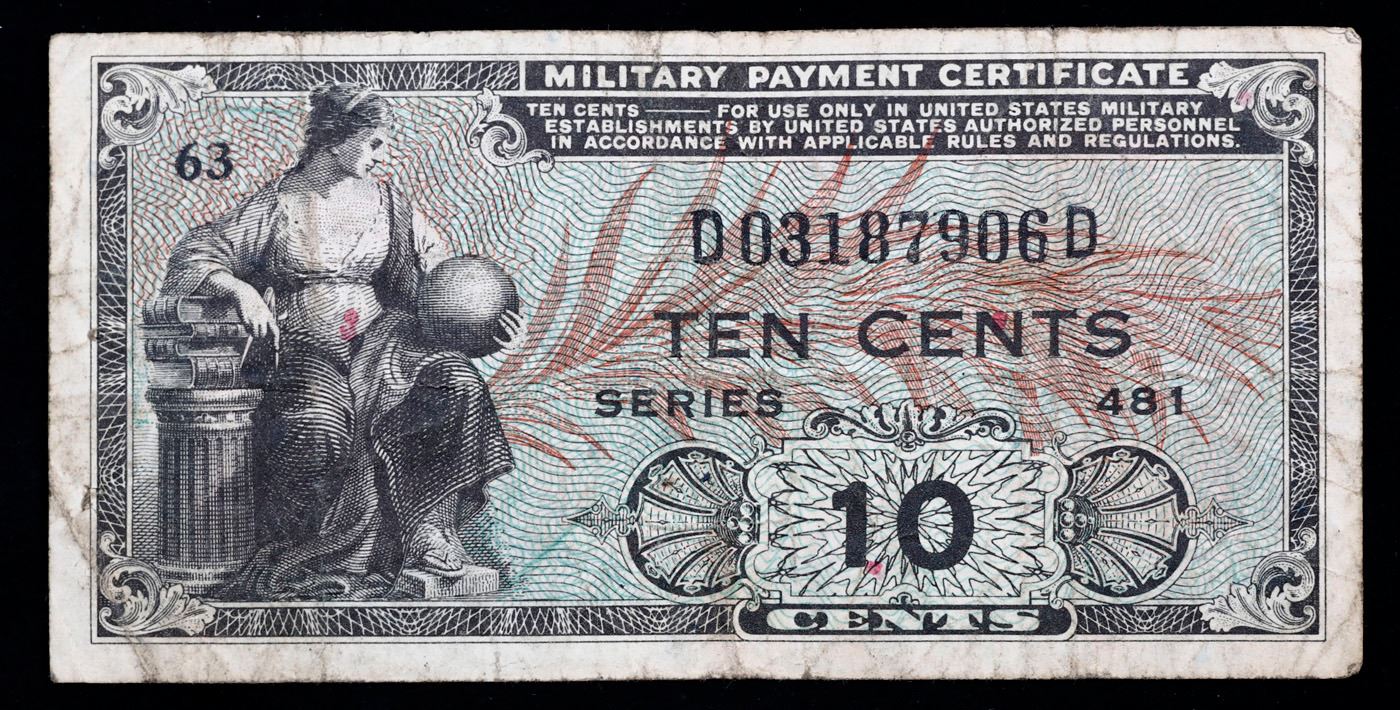 MILITARY PAYMENT CERTIFICATE
TEN CENTS —— FOR USE ONLY IN UNITED STATES MILITARY
ESTABLISHMENTS BY UNITED STATES AUTHORIZED PERSONNEL
IN ACCORDANCE WITH APPLICABLE RULES AND REGULATIONS.
63
D03187906D
TEN CENTS
SERIES 481
10
CENTS